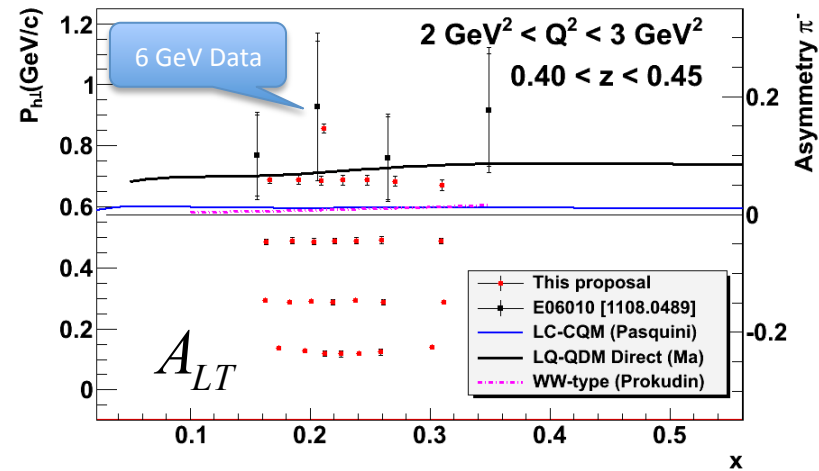 2 GeV² < Q² < 3 GeV²
0.40 < z < 0.45
6 GeV Data
P_h⊥(GeV/c)
1.2
1
0.8
0.6
0.4
0.2
0
Asymmetry π⁻
0.2
0
-0.2
A_LT
This proposal
E06010 [1108.0489]
LC-CQM (Pasquini)
LQ-QDM Direct (Ma)
WW-type (Prokudin)
0.1 0.2 0.3 0.4 0.5
x